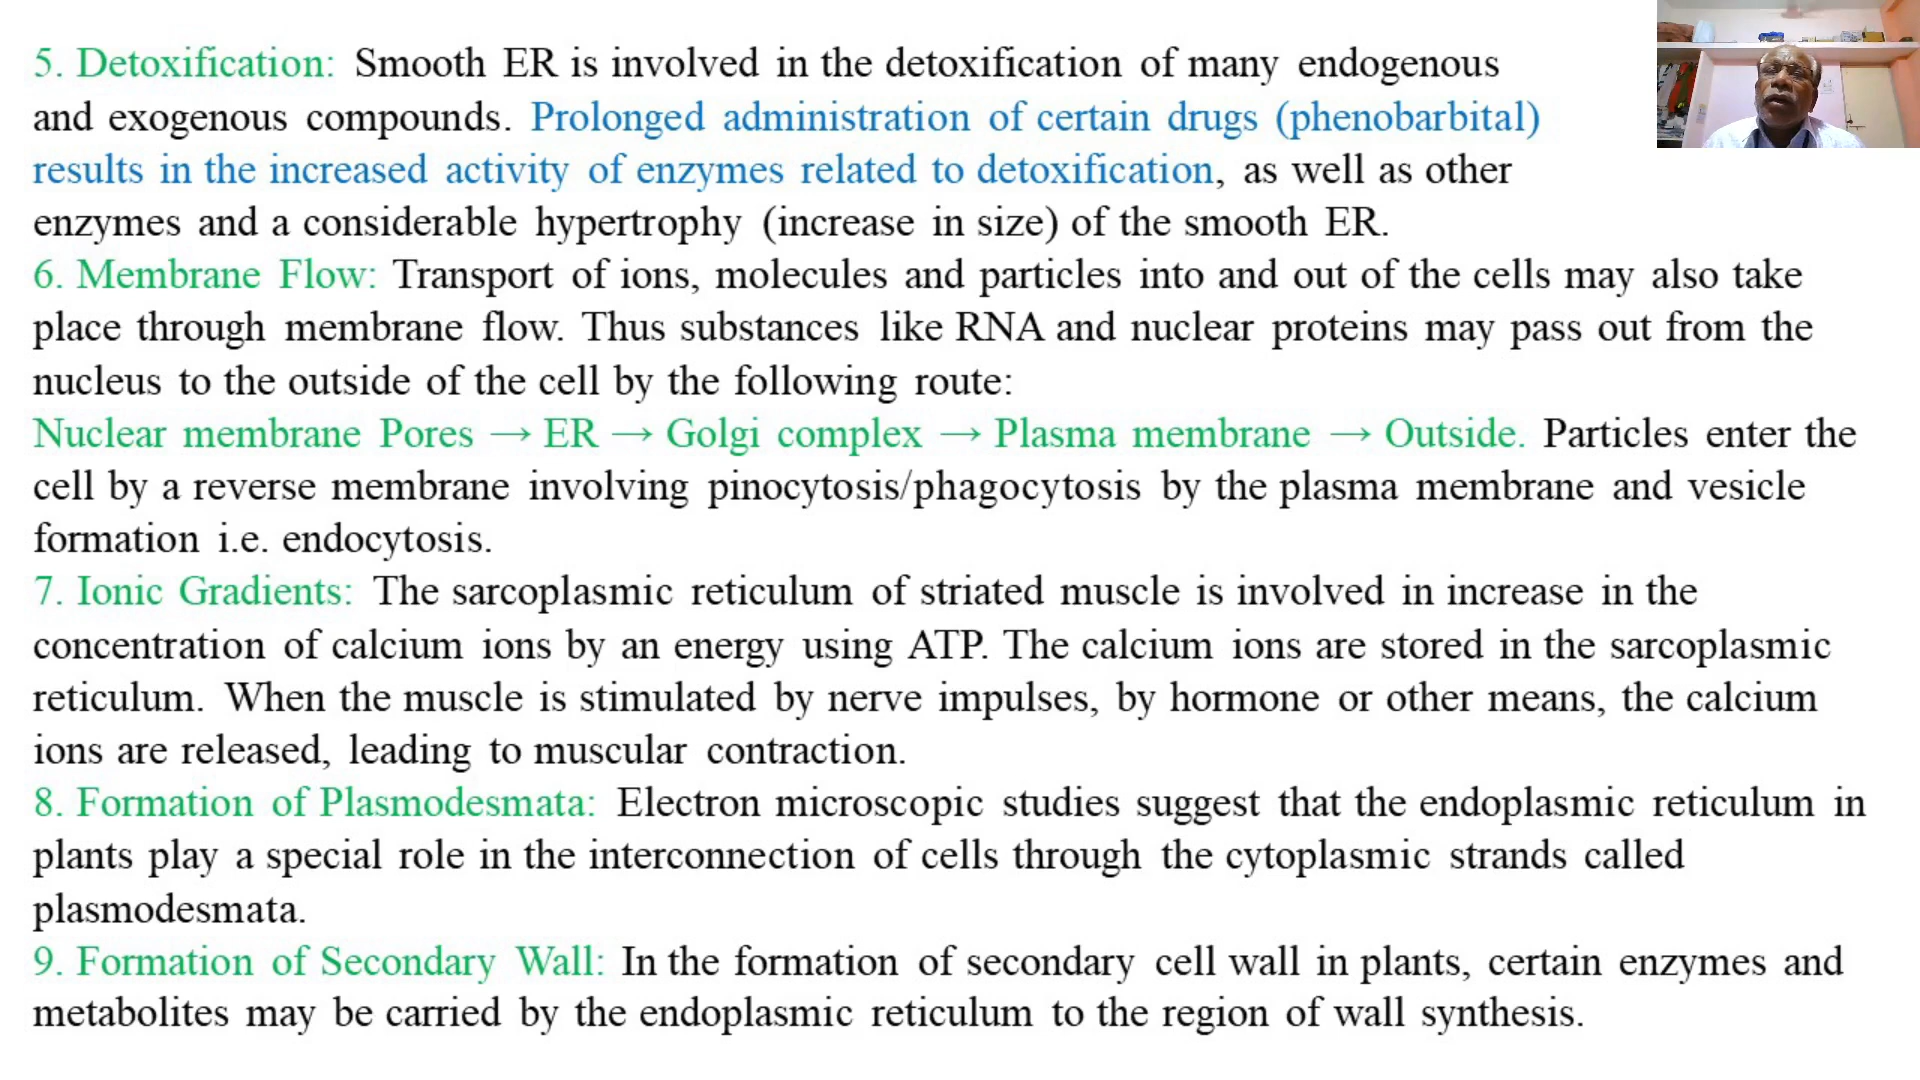 5. Detoxification: Smooth ER is involved in the detoxification of many endogenous
and exogenous compounds. Prolonged administration of certain drugs (phenobarbital)
results in the increased activity of enzymes related to detoxification, as well as other
enzymes and a considerable hypertrophy (increase in size) of the smooth ER.
6. Membrane Flow: Transport of ions, molecules and particles into and out of the cells may also take
place through membrane flow. Thus substances like RNA and nuclear proteins may pass out from the
nucleus to the outside of the cell by the following route:
Nuclear membrane Pores → ER → Golgi complex → Plasma membrane → Outside. Particles enter the
cell by a reverse membrane involving pinocytosis/phagocytosis by the plasma membrane and vesicle
formation i.e. endocytosis.
7. Ionic Gradients: The sarcoplasmic reticulum of striated muscle is involved in increase in the
concentration of calcium ions by an energy using ATP. The calcium ions are stored in the sarcoplasmic
reticulum. When the muscle is stimulated by nerve impulses, by hormone or other means, the calcium
ions are released, leading to muscular contraction.
8. Formation of Plasmodesmata: Electron microscopic studies suggest that the endoplasmic reticulum in
plants play a special role in the interconnection of cells through the cytoplasmic strands called
plasmodesmata.
9. Formation of Secondary Wall: In the formation of secondary cell wall in plants, certain enzymes and
metabolites may be carried by the endoplasmic reticulum to the region of wall synthesis.